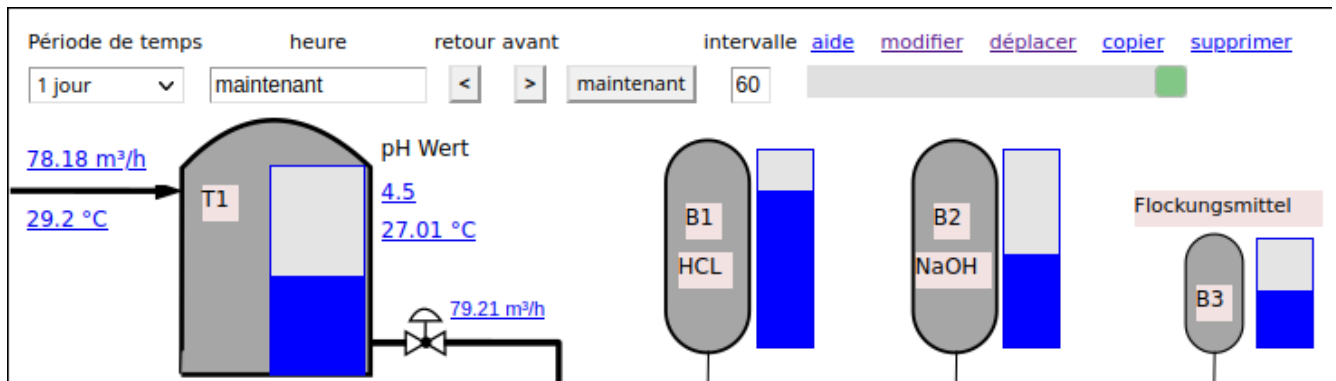 Période de temps heure retour avant intervalle aide modifier déplacer copier supprimer
1 jour maintenant < > maintenant 60
78.18 m³/h
29.2 °C
T1
pH Wert
4.5
27.01 °C
79.21 m³/h
B1
HCL
B2
NaOH
Flockungsmittel
B3